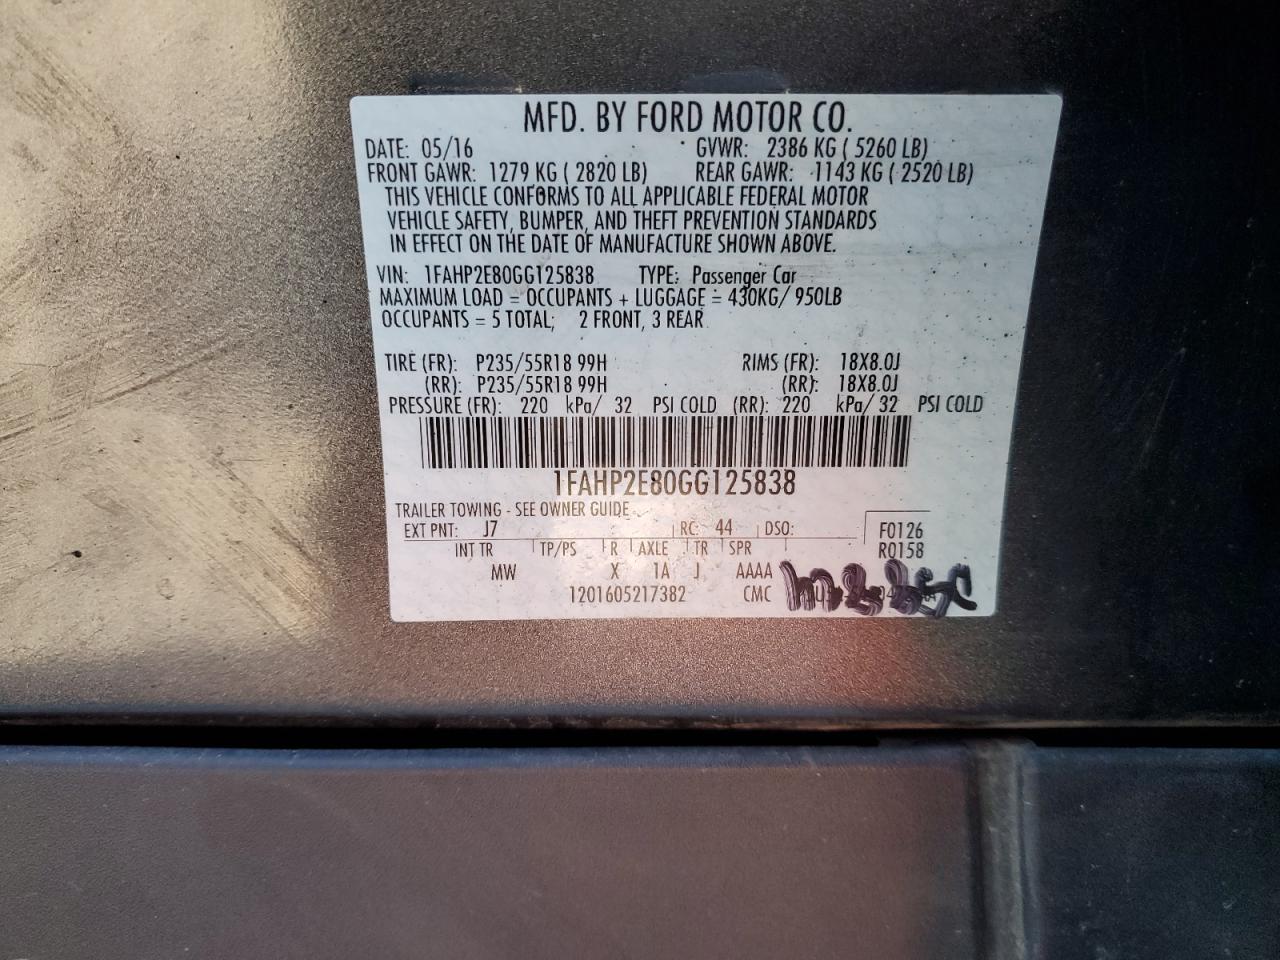 MFD. BY FORD MOTOR CO.
DATE: 05/16 GVWR: 2386 KG ( 5260 LB)
FRONT GAWR: 1279 KG ( 2820 LB) REAR GAWR: 1143 KG ( 2520 LB)
THIS VEHICLE CONFORMS TO ALL APPLICABLE FEDERAL MOTOR
VEHICLE SAFETY, BUMPER, AND THEFT PREVENTION STANDARDS
IN EFFECT ON THE DATE OF MANUFACTURE SHOWN ABOVE.
VIN: 1FAHP2E80GG125838 TYPE: Passenger Car
MAXIMUM LOAD = OCCUPANTS + LUGGAGE = 430KG/ 950LB
OCCUPANTS = 5 TOTAL; 2 FRONT, 3 REAR
TIRE (FR): P235/55R18 99H RIMS (FR): 18X8.0J
(RR): P235/55R18 99H (RR): 18X8.0J
PRESSURE (FR): 220 kPa/ 32 PSI COLD (RR): 220 kPa/ 32 PSI COLD
1FAHP2E80GG125838
TRAILER TOWING - SEE OWNER GUIDE
EXT PNT: J7 RC: 44 DSO: F0126
R0158
INT TR TP/PS R AXLE TR SPR
MW X 1A J AAAA
1201605217382 CMC